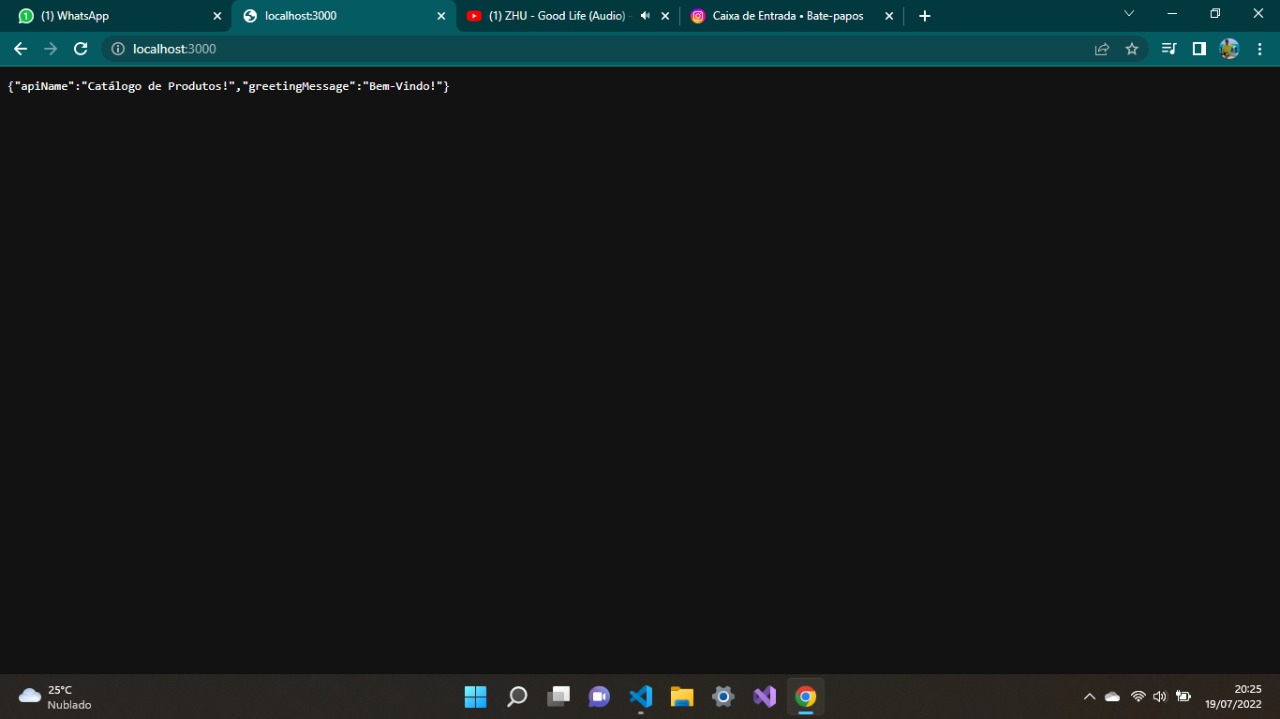 (1) WhatsApp
localhost:3000
(1) ZHU - Good Life (Audio) -
Caixa de Entrada • Bate-papos
localhost:3000
{"apiName":"Catálogo de Produtos!","greetingMessage":"Bem-Vindo!"}
25°C
Nublado
20:25
19/07/2022